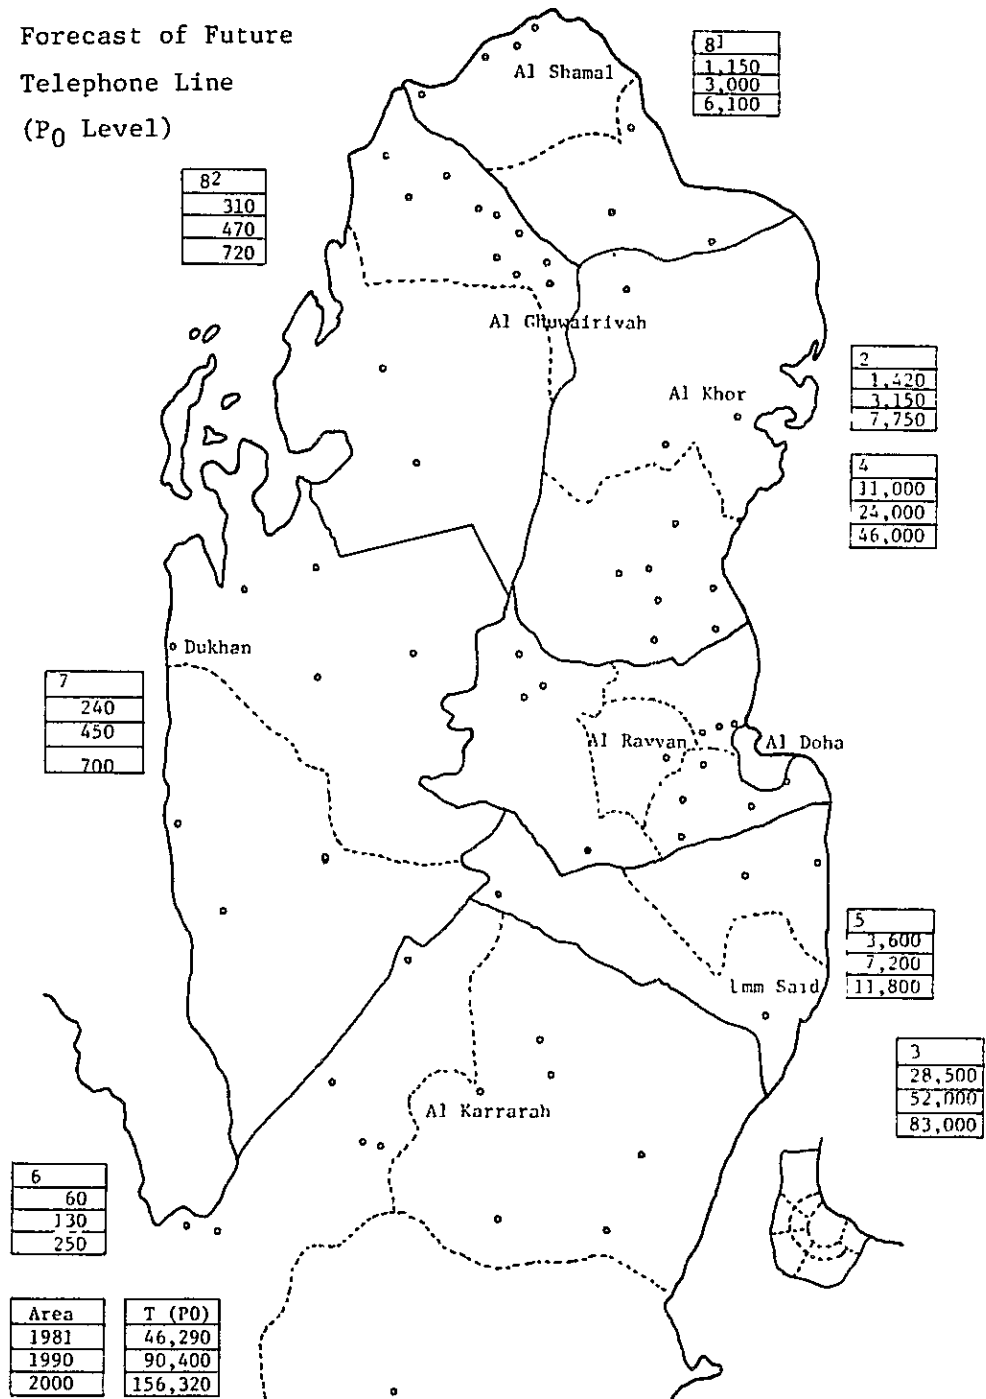 Forecast of Future
Telephone Line
(P0 Level)
Al Shamal
81
1,150
3,000
6,100
82
310
470
720
Al Ghuwairiyah
Al Khor
2
1,420
3,150
7,750
4
11,000
24,000
46,000
Dukhan
7
240
450
700
Al Rayyan
Al Doha
5
3,600
7,200
11,800
Imm Said
3
28,500
52,000
83,000
Al Karrarah
6
60
130
250
Area
1981
1990
2000
T (P0)
46,290
90,400
156,320